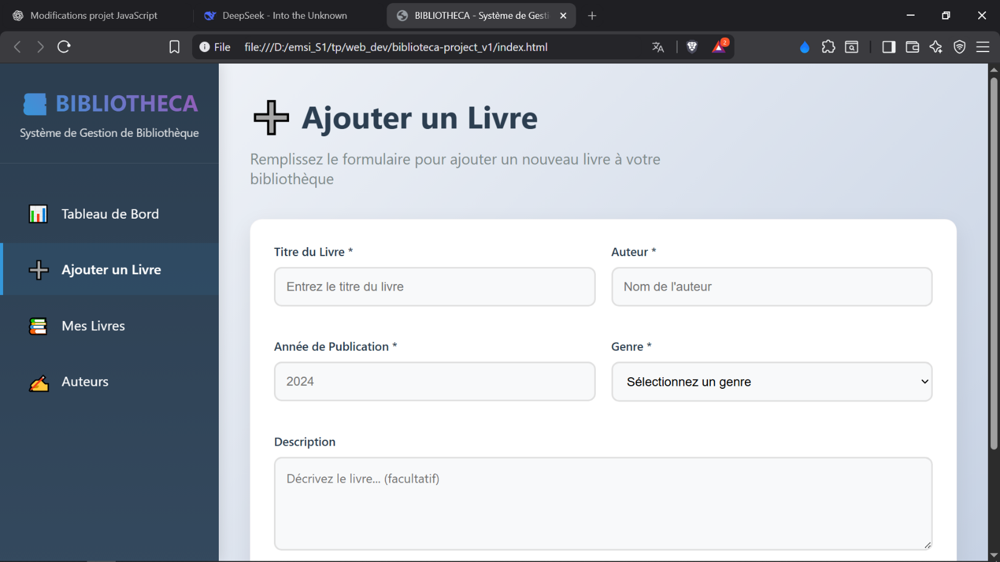 Modifications projet JavaScript
DeepSeek - Into the Unknown
BIBLIOTHECA - Système de Gesti
File file:///D:/emsi_S1/tp/web_dev/biblioteca-project_v1/index.html
2
BIBLIOTHECA
Système de Gestion de Bibliothèque
Tableau de Bord
Ajouter un Livre
Mes Livres
Auteurs
Ajouter un Livre
Remplissez le formulaire pour ajouter un nouveau livre à votre
bibliothèque
Titre du Livre *
Entrez le titre du livre
Auteur *
Nom de l'auteur
Année de Publication *
2024
Genre *
Sélectionnez un genre
Description
Décrivez le livre... (facultatif)